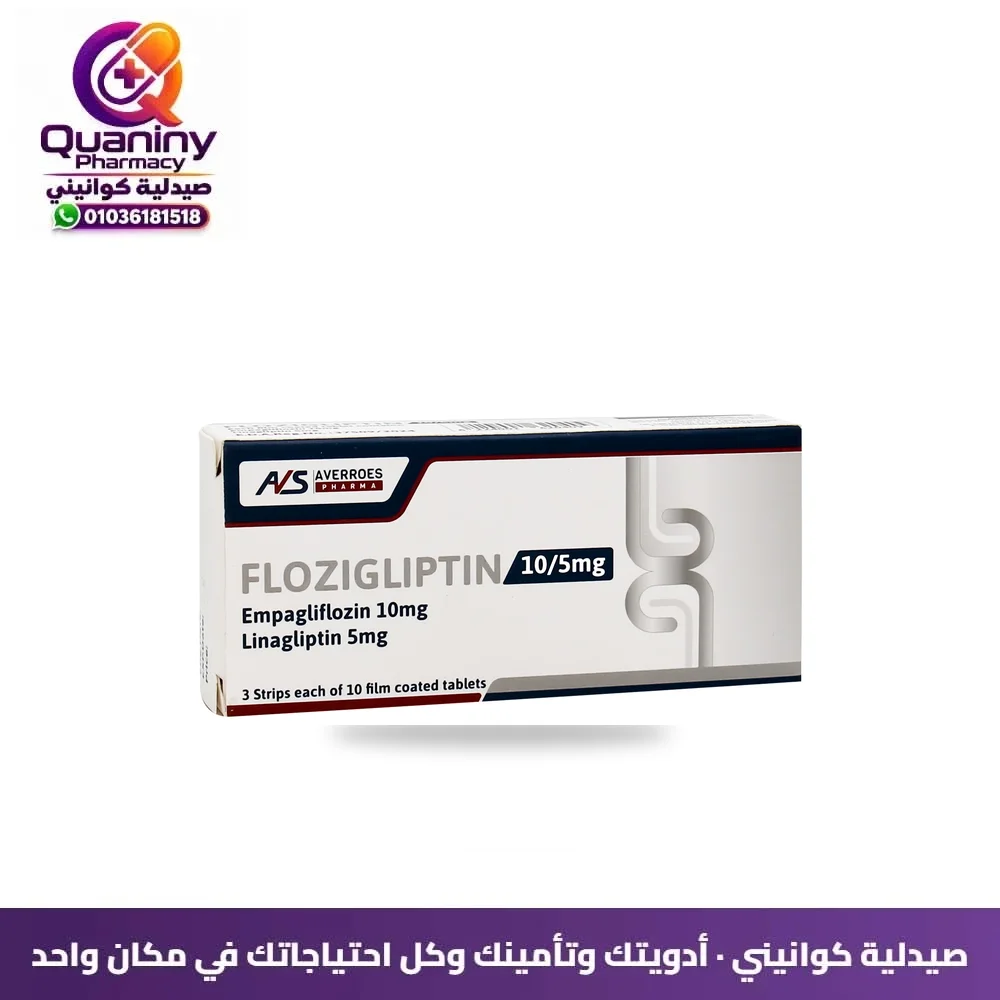 Quaniny
Pharmacy
صيدلية كوانيني
01036181518
FLOZIGLIPTIN
AVS AVERROES
PHARMA
FLOZIGLIPTIN 10/5mg
Empagliflozin 10mg
Linagliptin 5mg
3 Strips each of 10 film coated tablets
صيدلية كوانيني · أدويتك وتأمينك وكل احتياجاتك في مكان واحد